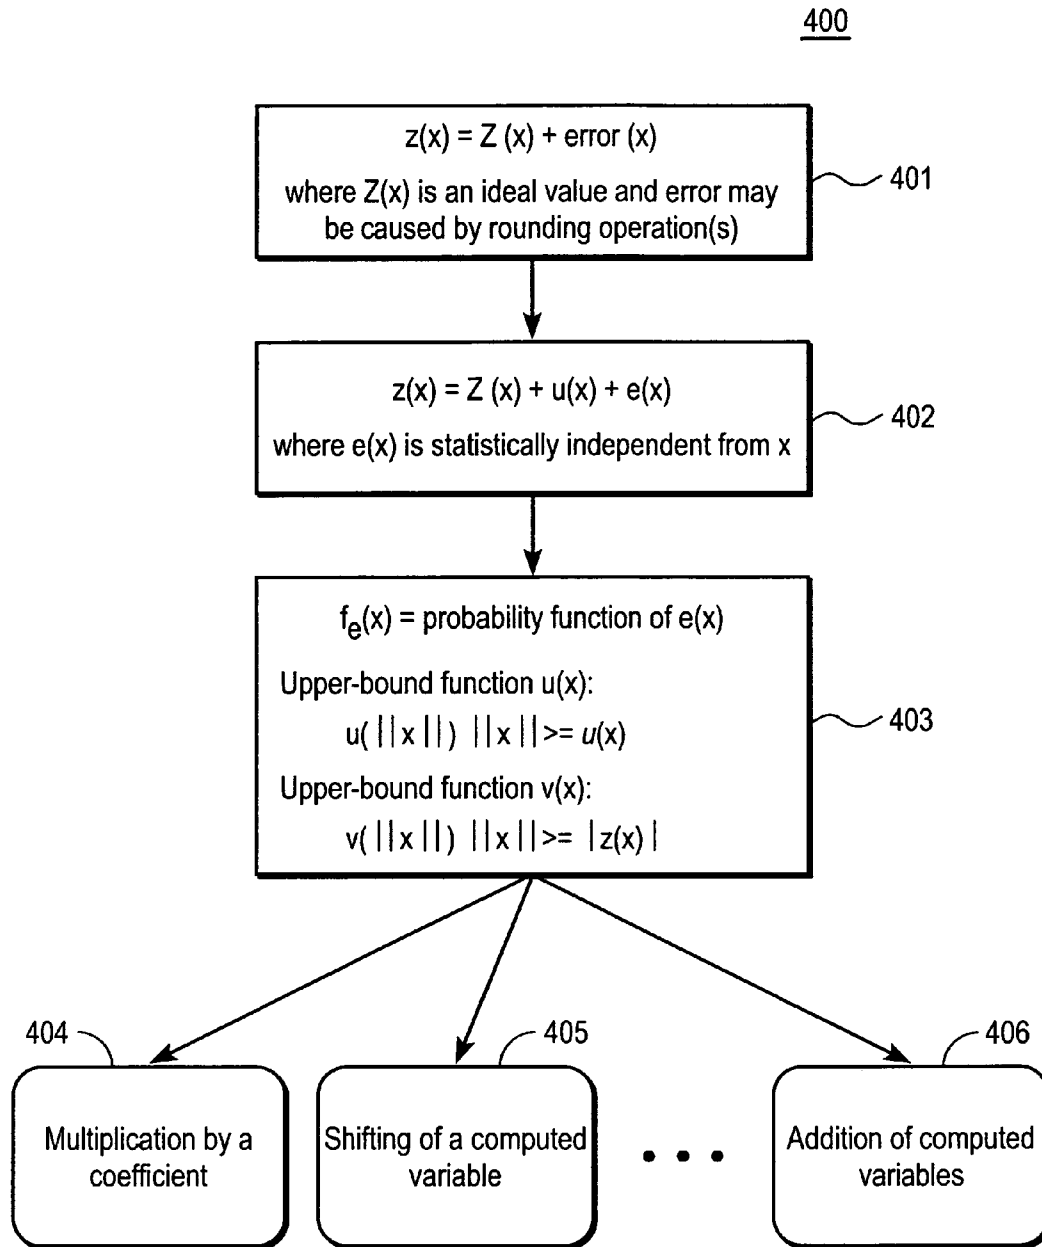 400
z(x) = Z (x) + error (x)
where Z(x) is an ideal value and error may
be caused by rounding operation(s)
401
z(x) = Z (x) + u(x) + e(x)
where e(x) is statistically independent from x
402
fe(x) = probability function of e(x)
Upper-bound function u(x):
u( ||x|| ) ||x||>= u(x)
Upper-bound function v(x):
v( ||x|| ) ||x||>= |z(x)|
403
404
Multiplication by a
coefficient
405
Shifting of a computed
variable
• • •
406
Addition of computed
variables